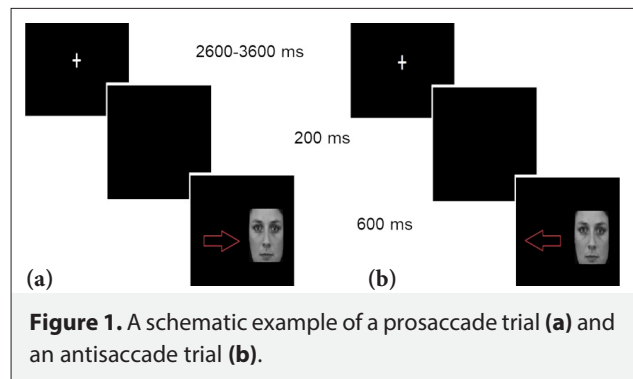 2600-3600 ms
200 ms
600 ms
(a)
(b)
Figure 1. A schematic example of a prosaccade trial (a) and
an antisaccade trial (b).